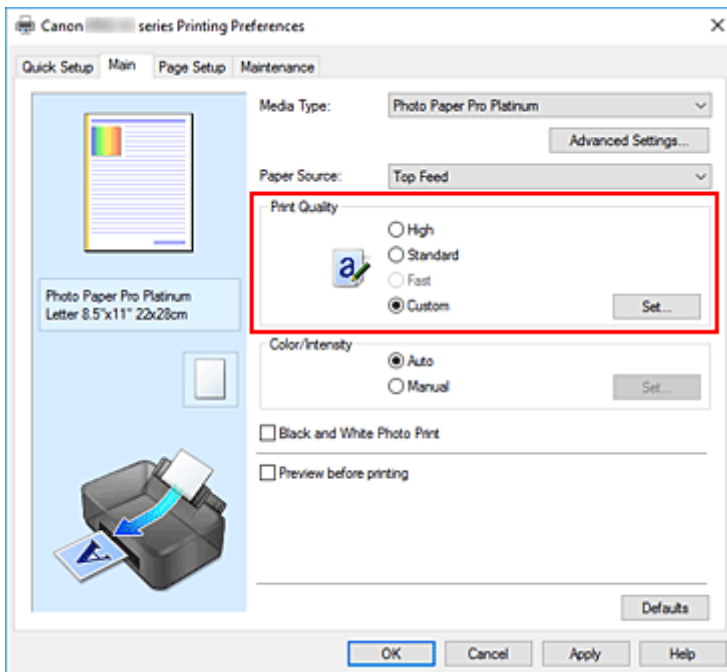 Canon series Printing Preferences
Quick Setup Main Page Setup Maintenance
Media Type: Photo Paper Pro Platinum
Advanced Settings...
Paper Source: Top Feed
Print Quality
High
Standard
Fast
Custom Set...
Photo Paper Pro Platinum
Letter 8.5"x11" 22x28cm
Color/Intensity
Auto
Manual Set...
Black and White Photo Print
Preview before printing
Defaults
OK Cancel Apply Help